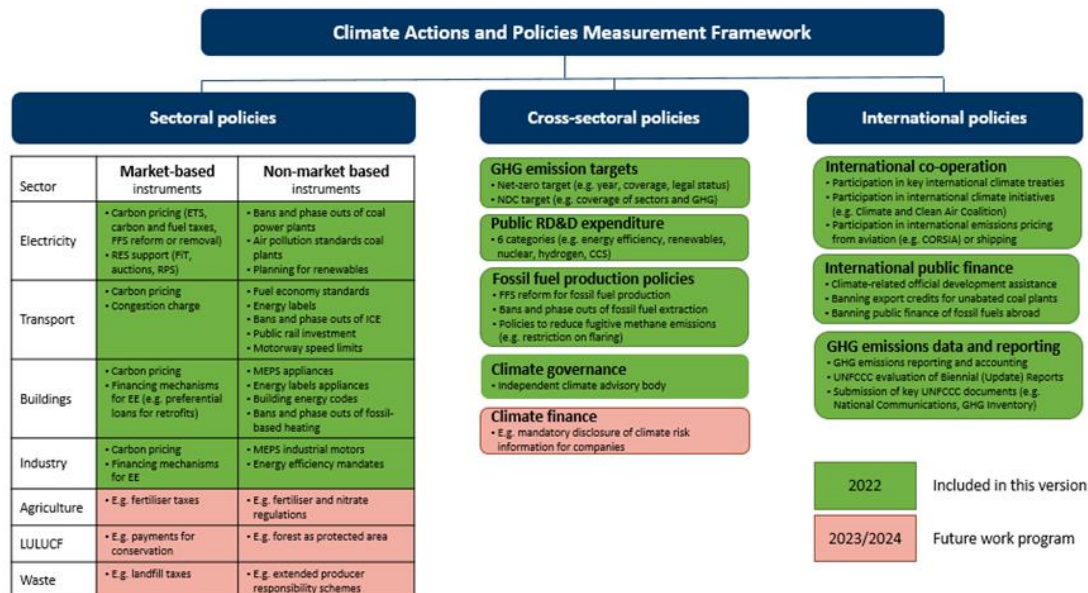 Climate Actions and Policies Measurement Framework
Sectoral policies
Sector
Market-based
instruments
Non-market based
instruments
Electricity
• Carbon pricing (ETS,
carbon and fuel taxes,
FFS reform or removal)
• RES support (FiT,
auctions, RPS)
• Bans and phase outs of coal
power plants
• Air pollution standards coal
plants
• Planning for renewables
Transport
• Carbon pricing
• Congestion charge
• Fuel economy standards
• Energy labels
• Bans and phase outs of ICE
• Public rail investment
• Motorway speed limits
Buildings
• Carbon pricing
• Financing mechanisms
for EE (e.g. preferential
loans for retrofits)
• MEPS appliances
• Energy labels appliances
• Building energy codes
• Bans and phase outs of fossil-
based heating
Industry
• Carbon pricing
• Financing mechanisms
for EE
• MEPS industrial motors
• Energy efficiency mandates
Agriculture
• E.g. fertiliser taxes
• E.g. fertiliser and nitrate
regulations
LULUCF
• E.g. payments for
conservation
• E.g. forest as protected area
Waste
• E.g. landfill taxes
• E.g. extended producer
responsibility schemes
Cross-sectoral policies
GHG emission targets
• Net-zero target (e.g. year, coverage, legal status)
• NDC target (e.g. coverage of sectors and GHG)
Public RD&D expenditure
• 6 categories (e.g. energy efficiency, renewables,
nuclear, hydrogen, CCS)
Fossil fuel production policies
• FFS reform for fossil fuel production
• Bans and phase outs of fossil fuel extraction
• Policies to reduce fugitive methane emissions
(e.g. restriction on flaring)
Climate governance
• Independent climate advisory body
Climate finance
• E.g. mandatory disclosure of climate risk
information for companies
International policies
International co-operation
• Participation in key international climate treaties
• Participation in international climate initiatives
(e.g. Climate and Clean Air Coalition)
• Participation in international emissions pricing
from aviation (e.g. CORSIA) or shipping
International public finance
• Climate-related official development assistance
• Banning export credits for unabated coal plants
• Banning public finance of fossil fuels abroad
GHG emissions data and reporting
• GHG emissions reporting and accounting
• UNFCCC evaluation of Biennial (Update) Reports
• Submission of key UNFCCC documents (e.g.
National Communications, GHG Inventory)
2022
Included in this version
2023/2024
Future work program